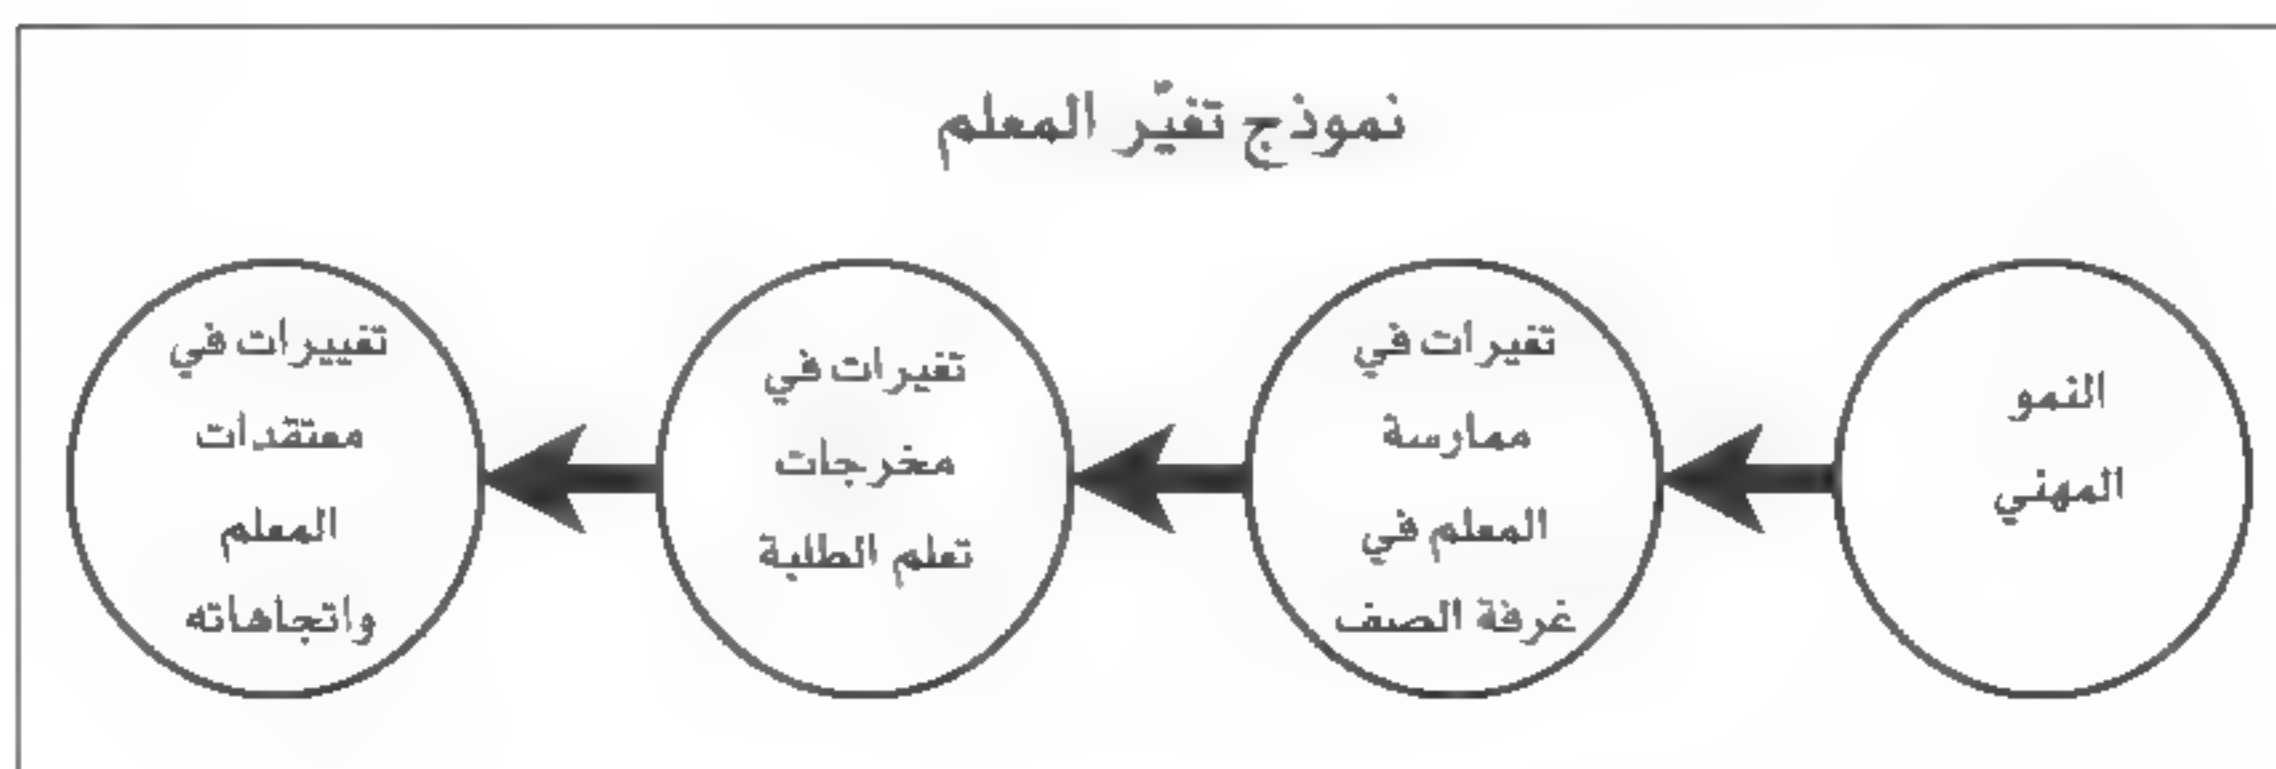 نموذج تغيّر المعلم
النمو
المهني
تغيرات في
ممارسة
المعلم في
غرفة الصف
تغيرات في
مخرجات
تعلم الطلبة
تغييرات في
معتقدات
المعلم
واتجاهاته